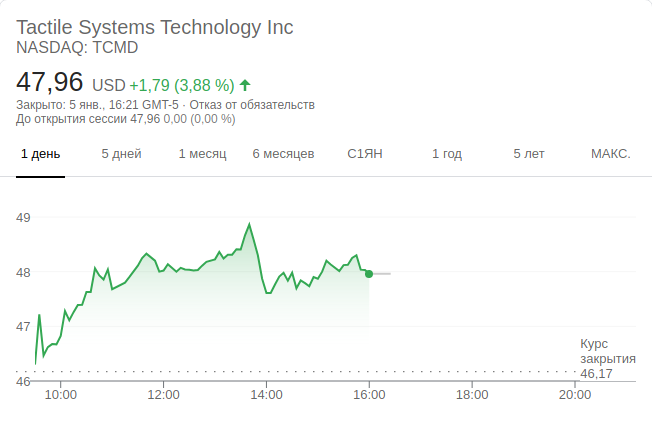 Tactile Systems Technology Inc
NASDAQ: TCMD
47,96 USD +1,79 (3,88 %)
Закрыто: 5 янв., 16:21 GMT-5 · Отказ от обязательств
До открытия сессии 47,96 0,00 (0,00 %)
1 день 5 дней 1 месяц 6 месяцев С1ЯН 1 год 5 лет МАКС.
49
48
47
Курс
закрытия
46,17
46
10:00 12:00 14:00 16:00 18:00 20:00